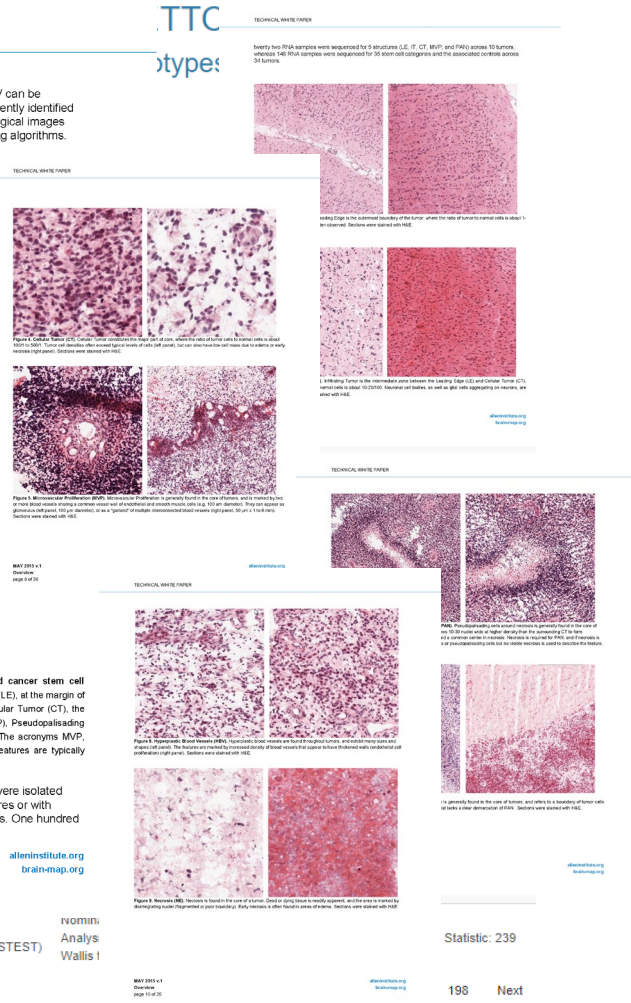 ITTC
otypes
V can be
ently identified
gical images
g algorithms.
TECHNICAL WHITE PAPER
twenty two RNA samples were sequenced for 5 structures (LE, IT, CT, MVP, and PAN) across 10 tumors,
whereas 148 RNA samples were sequenced for 35 stem cell categories and the associated controls across
34 tumors.
eading Edge is the outermost boundary of the tumor, where the ratio of tumor to normal cells is about 1-
ten observed. Sections were stained with H&E.
). Infiltrating Tumor is the intermediate zone between the Leading Edge (LE) and Cellular Tumor (CT),
normal cells is about 10-20/100. Neuronal cell bodies, as well as glial cells aggregating on neurons, are
ained with H&E.
alleninstitute.org
brain-map.org
TECHNICAL WHITE PAPER
Figure 4. Cellular Tumor (CT). Cellular Tumor constitutes the major part of core, where the ratio of tumor cells to normal cells is about
100/1 to 500/1. Tumor cell densities often exceed typical levels of cells (left panel), but can also have low cell mass due to edema or early
necrosis (right panel). Sections were stained with H&E.
Figure 5. Microvascular Proliferation (MVP). Microvascular Proliferation is generally found in the core of tumors, and is marked by two
or more blood vessels sharing a common vessel wall of endothelial and smooth muscle cells (e.g. 100 um diameter). They can appear as
glomerulus (left panel, 100 µm diameter), or as a "garland" of multiple interconnected blood vessels (right panel, 50 µm x 1 to 6 mm).
Sections were stained with H&E.
MAY 2015 v.1
Overview
page 8 of 26
alleninstitute.org
TECHNICAL WHITE PAPER
PAN). Pseudopalisading cells around necrosis is generally found in the core of
ws 10-30 nuclei wide at higher density than the surrounding CT to form
nd a common center in necrosis. Necrosis is required for PAN, and if necrosis is
s or pseudopalisading cells but no visible necrosis is used to describe the feature.
is generally found in the core of tumors, and refers to a boundary of tumor cells
at lacks a clear demarcation of PAN. Sections were stained with H&E.
alleninstitute.org
brain-map.org
TECHNICAL WHITE PAPER
Figure 6. Hyperplastic Blood Vessels (HBV). Hyperplastic blood vessels are found throughout tumors, and exhibit many sizes and
shapes (left panel). The features are marked by increased density of blood vessels that appear to have thickened walls (endothelial cell
proliferation) (right panel). Sections were stained with H&E.
Figure 9. Necrosis (NE). Necrosis is found in the core of a tumor. Dead or dying tissue is readily apparent, and the area is marked by
disintegrating nuclei (fragmented or poor boundary). Early necrosis is often found in areas of edema. Sections were stained with H&E.
MAY 2015 v.1
Overview
page 10 of 26
alleninstitute.org
brain-map.org
d cancer stem cell
LE), at the margin of
ular Tumor (CT), the
P), Pseudopalisading
The acronyms MVP,
eatures are typically
vere isolated
res or with
s. One hundred
alleninstitute.org
brain-map.org
STEST)
Nomina
Analysi
Wallis t
Statistic: 239
198 Next